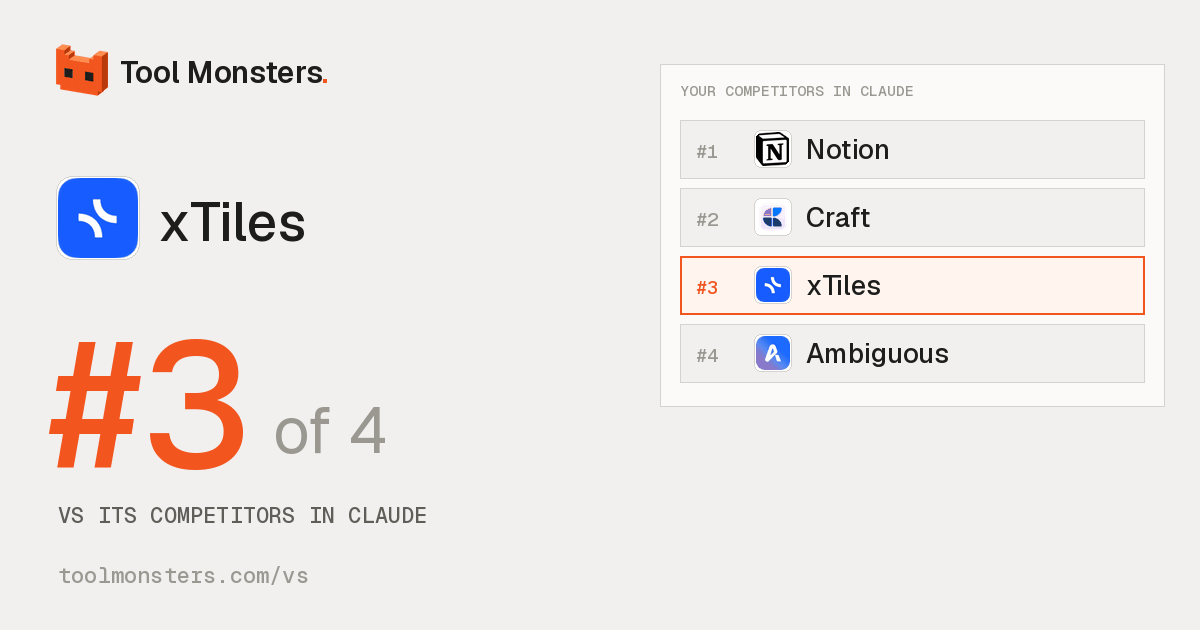 Tool Monsters.
xTiles
#3 of 4
VS ITS COMPETITORS IN CLAUDE
toolmonsters.com/vs
YOUR COMPETITORS IN CLAUDE
#1 N Notion
#2 Craft
#3 xTiles
#4 A Ambiguous